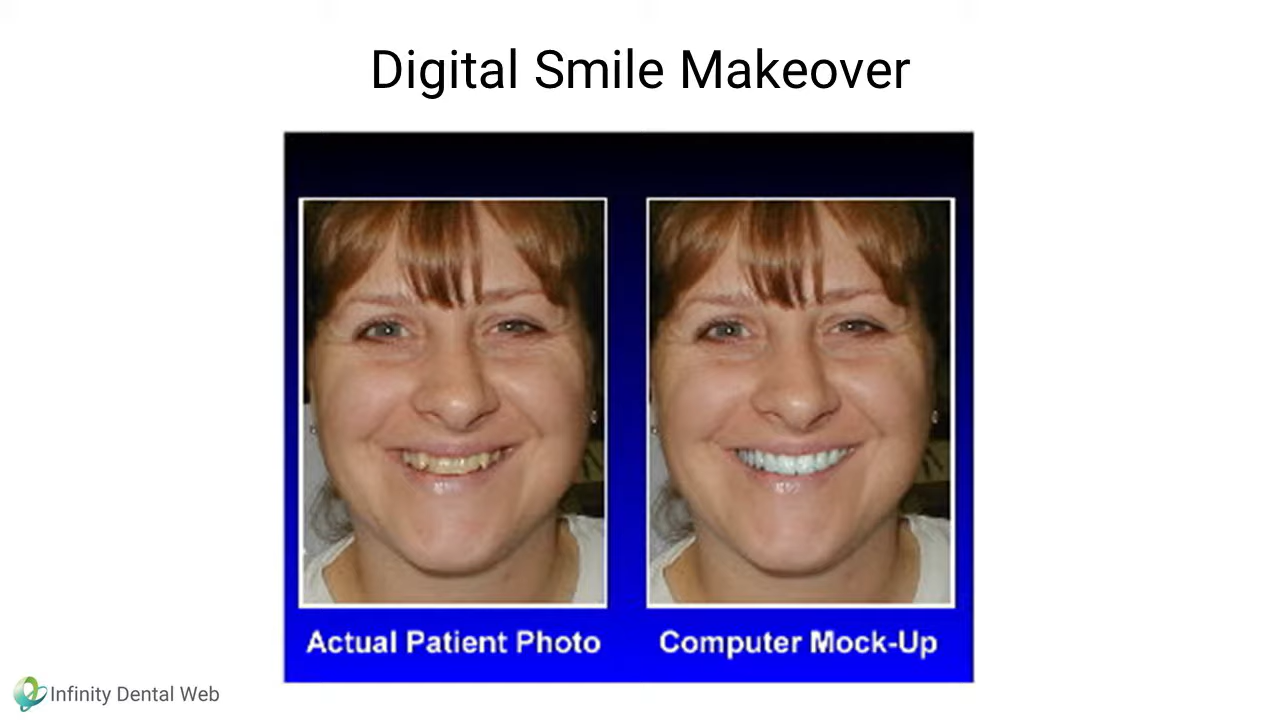 Digital Smile Makeover
Actual Patient Photo
Computer Mock-Up
Infinity Dental Web